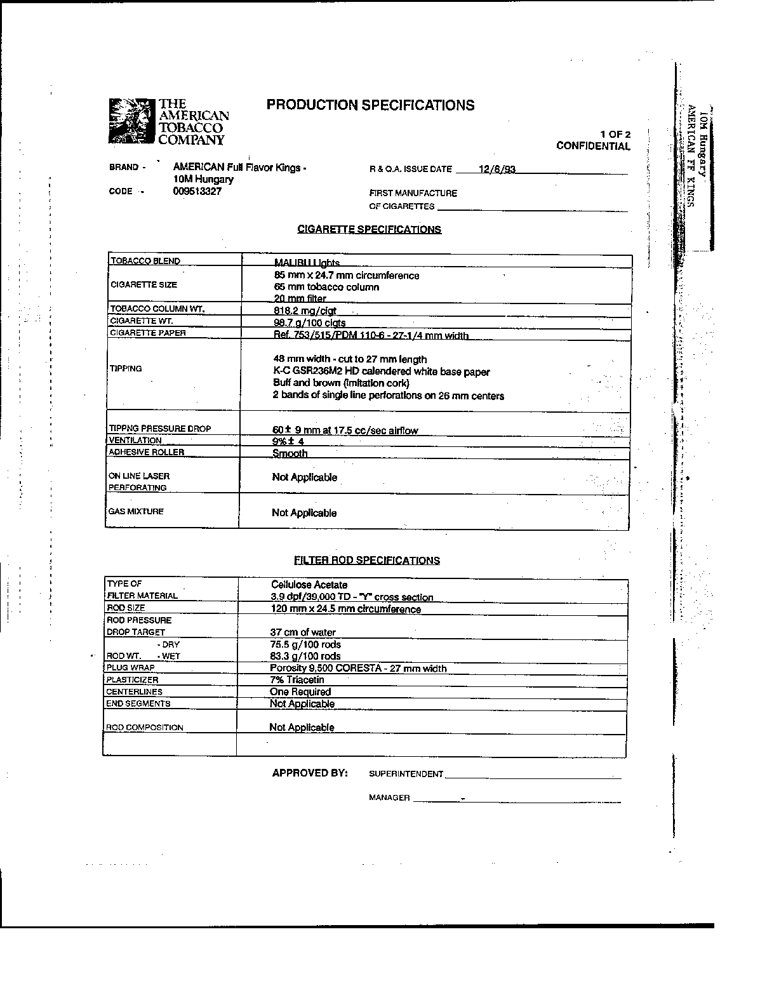 THE
AMERICAN
TOBACCO
COMPANY
PRODUCTION SPECIFICATIONS
1 OF 2
CONFIDENTIAL
BRAND - AMERICAN Full Flavor Kings -
10M Hungary
CODE - 009513327
R & Q.A. ISSUE DATE 12/6/93
FIRST MANUFACTURE
OF CIGARETTES
10M Hungary
AMERICAN FF KINGS
CIGARETTE SPECIFICATIONS
TOBACCO BLEND MALIBU Lights
CIGARETTE SIZE 85 mm x 24.7 mm circumference
65 mm tobacco column
20 mm filter
TOBACCO COLUMN WT. 818.2 mg/cigt
CIGARETTE WT. 98.7 g/100 cigts
CIGARETTE PAPER Ref. 753/515/PDM 110-6 - 27-1/4 mm width
TIPPING 48 mm width - cut to 27 mm length
K-C GSR236M2 HD calendered white base paper
Buff and brown (imitation cork)
2 bands of single line perforations on 26 mm centers
TIPPNG PRESSURE DROP 60 ± 9 mm at 17.5 cc/sec airflow
VENTILATION 9% ± 4
ADHESIVE ROLLER Smooth
ON LINE LASER
PERFORATING Not Applicable
GAS MIXTURE Not Applicable
FILTER ROD SPECIFICATIONS
TYPE OF Cellulose Acetate
FILTER MATERIAL 3.9 dpf/39,000 TD - "Y" cross section
ROD SIZE 120 mm x 24.5 mm circumference
ROD PRESSURE
DROP TARGET 37 cm of water
- DRY 75.5 g/100 rods
ROD WT. - WET 83.3 g/100 rods
PLUG WRAP Porosity 9,500 CORESTA - 27 mm width
PLASTICIZER 7% Triacetin
CENTERLINES One Required
END SEGMENTS Not Applicable
ROD COMPOSITION Not Applicable
APPROVED BY: SUPERINTENDENT
MANAGER